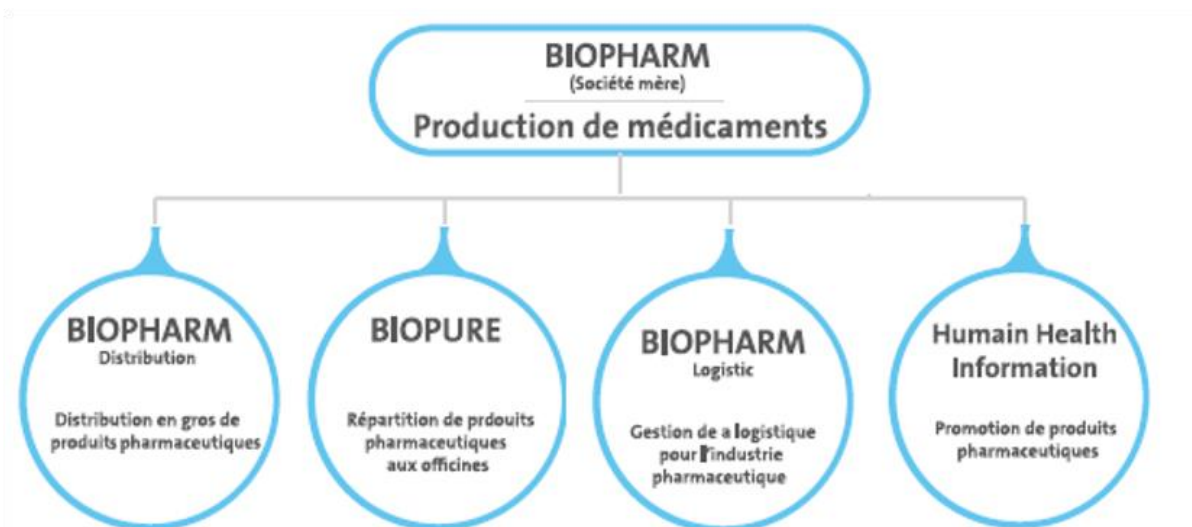 BIOPHARM
(Société mère)
Production de médicaments
BIOPHARM
Distribution
Distribution en gros de
produits pharmaceutiques
BIOPURE
Répartition de prdouits
pharmaceutiques
aux officines
BIOPHARM
Logistic
Gestion de a logistique
pour l'industrie
pharmaceutique
Humain Health
Information
Promotion de produits
pharmaceutiques